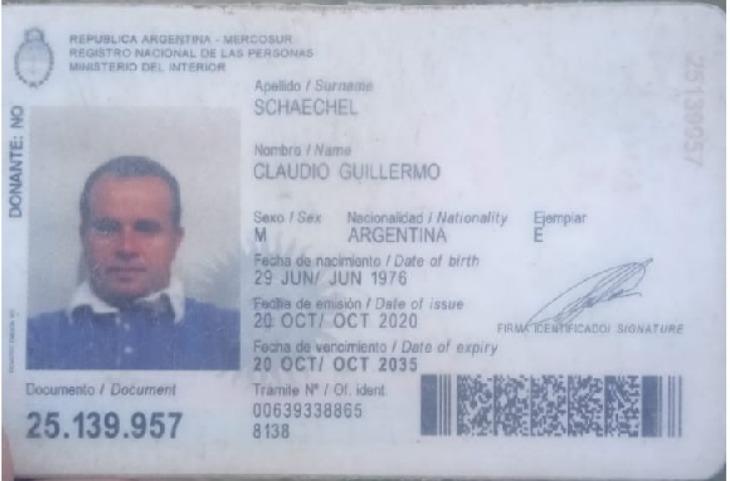 REPUBLICA ARGENTINA - MERCOSUR
REGISTRO NACIONAL DE LAS PERSONAS
MINISTERIO DEL INTERIOR
Apellido / Surname
SCHAECHEL
Nombre / Name
CLAUDIO GUILLERMO
Sexo / Sex Nacionalidad / Nationality Ejemplar
M ARGENTINA E
Fecha de nacimiento / Date of birth
29 JUN/ JUN 1976
Fecha de emisión / Date of issue
20 OCT/ OCT 2020
FIRMA IDENTIFICADO/ SIGNATURE
Fecha de vencimiento / Date of expiry
20 OCT/ OCT 2035
Documento / Document
25.139.957
Trámite Nº / Of. ident.
00639338865
8138
DONANTE: NO
25139957